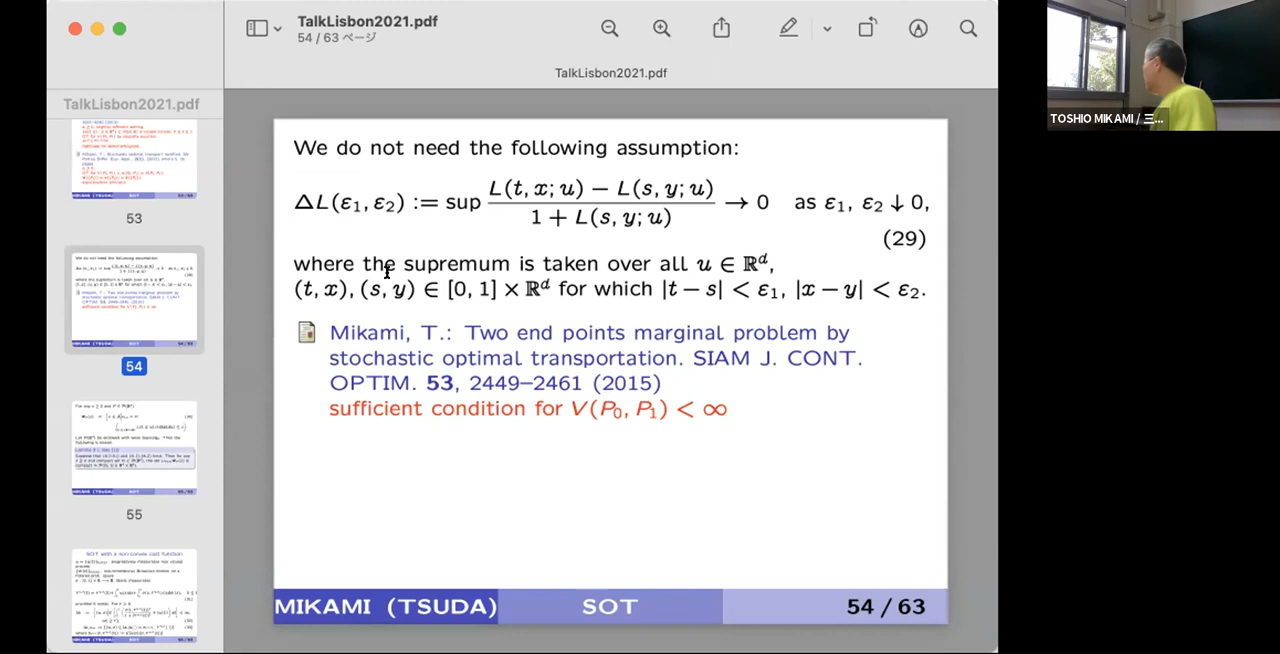 TalkLisbon2021.pdf
54 / 63 ページ
TalkLisbon2021.pdf
TalkLisbon2021.pdf
MIKAMI (TSUDA) SOT
53
54
55
We do not need the following assumption:
ΔL(ε₁, ε₂) := sup (L(t, x; u) − L(s, y; u)) / (1 + L(s, y; u)) → 0 as ε₁, ε₂ ↓ 0,
(29)
where the supremum is taken over all u ∈ ℝᵈ,
(t, x), (s, y) ∈ [0, 1] × ℝᵈ for which |t − s| < ε₁, |x − y| < ε₂.
Mikami, T.: Two end points marginal problem by
stochastic optimal transportation. SIAM J. CONT.
OPTIM. 53, 2449–2461 (2015)
sufficient condition for V(P₀, P₁) < ∞
MIKAMI (TSUDA) SOT 54 / 63
TOSHIO MIKAMI / 三...